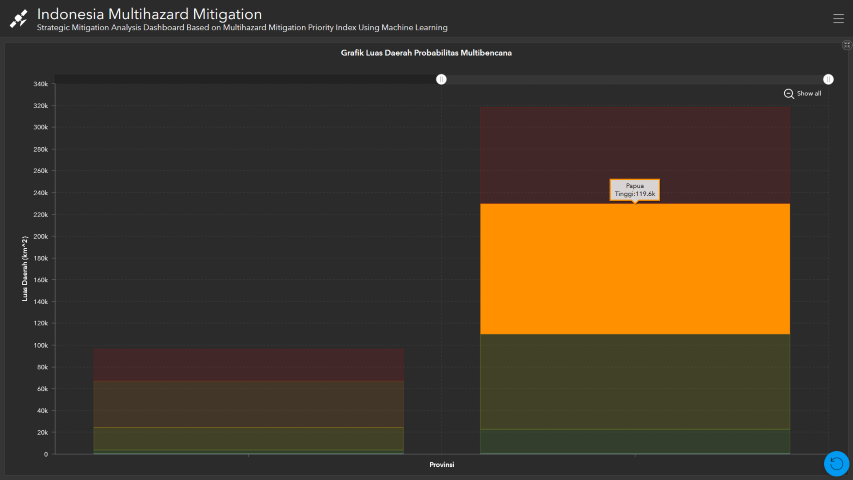 Indonesia Multihazard Mitigation
Strategic Mitigation Analysis Dashboard Based on Multihazard Mitigation Priority Index Using Machine Learning
Grafik Luas Daerah Probabilitas Multibencana
Show all
340k
320k
300k
280k
260k
240k
220k
200k
180k
160k
140k
120k
100k
80k
60k
40k
20k
0
Luas Daerah (km^2)
Papua
Tinggi:119.6k
Provinsi